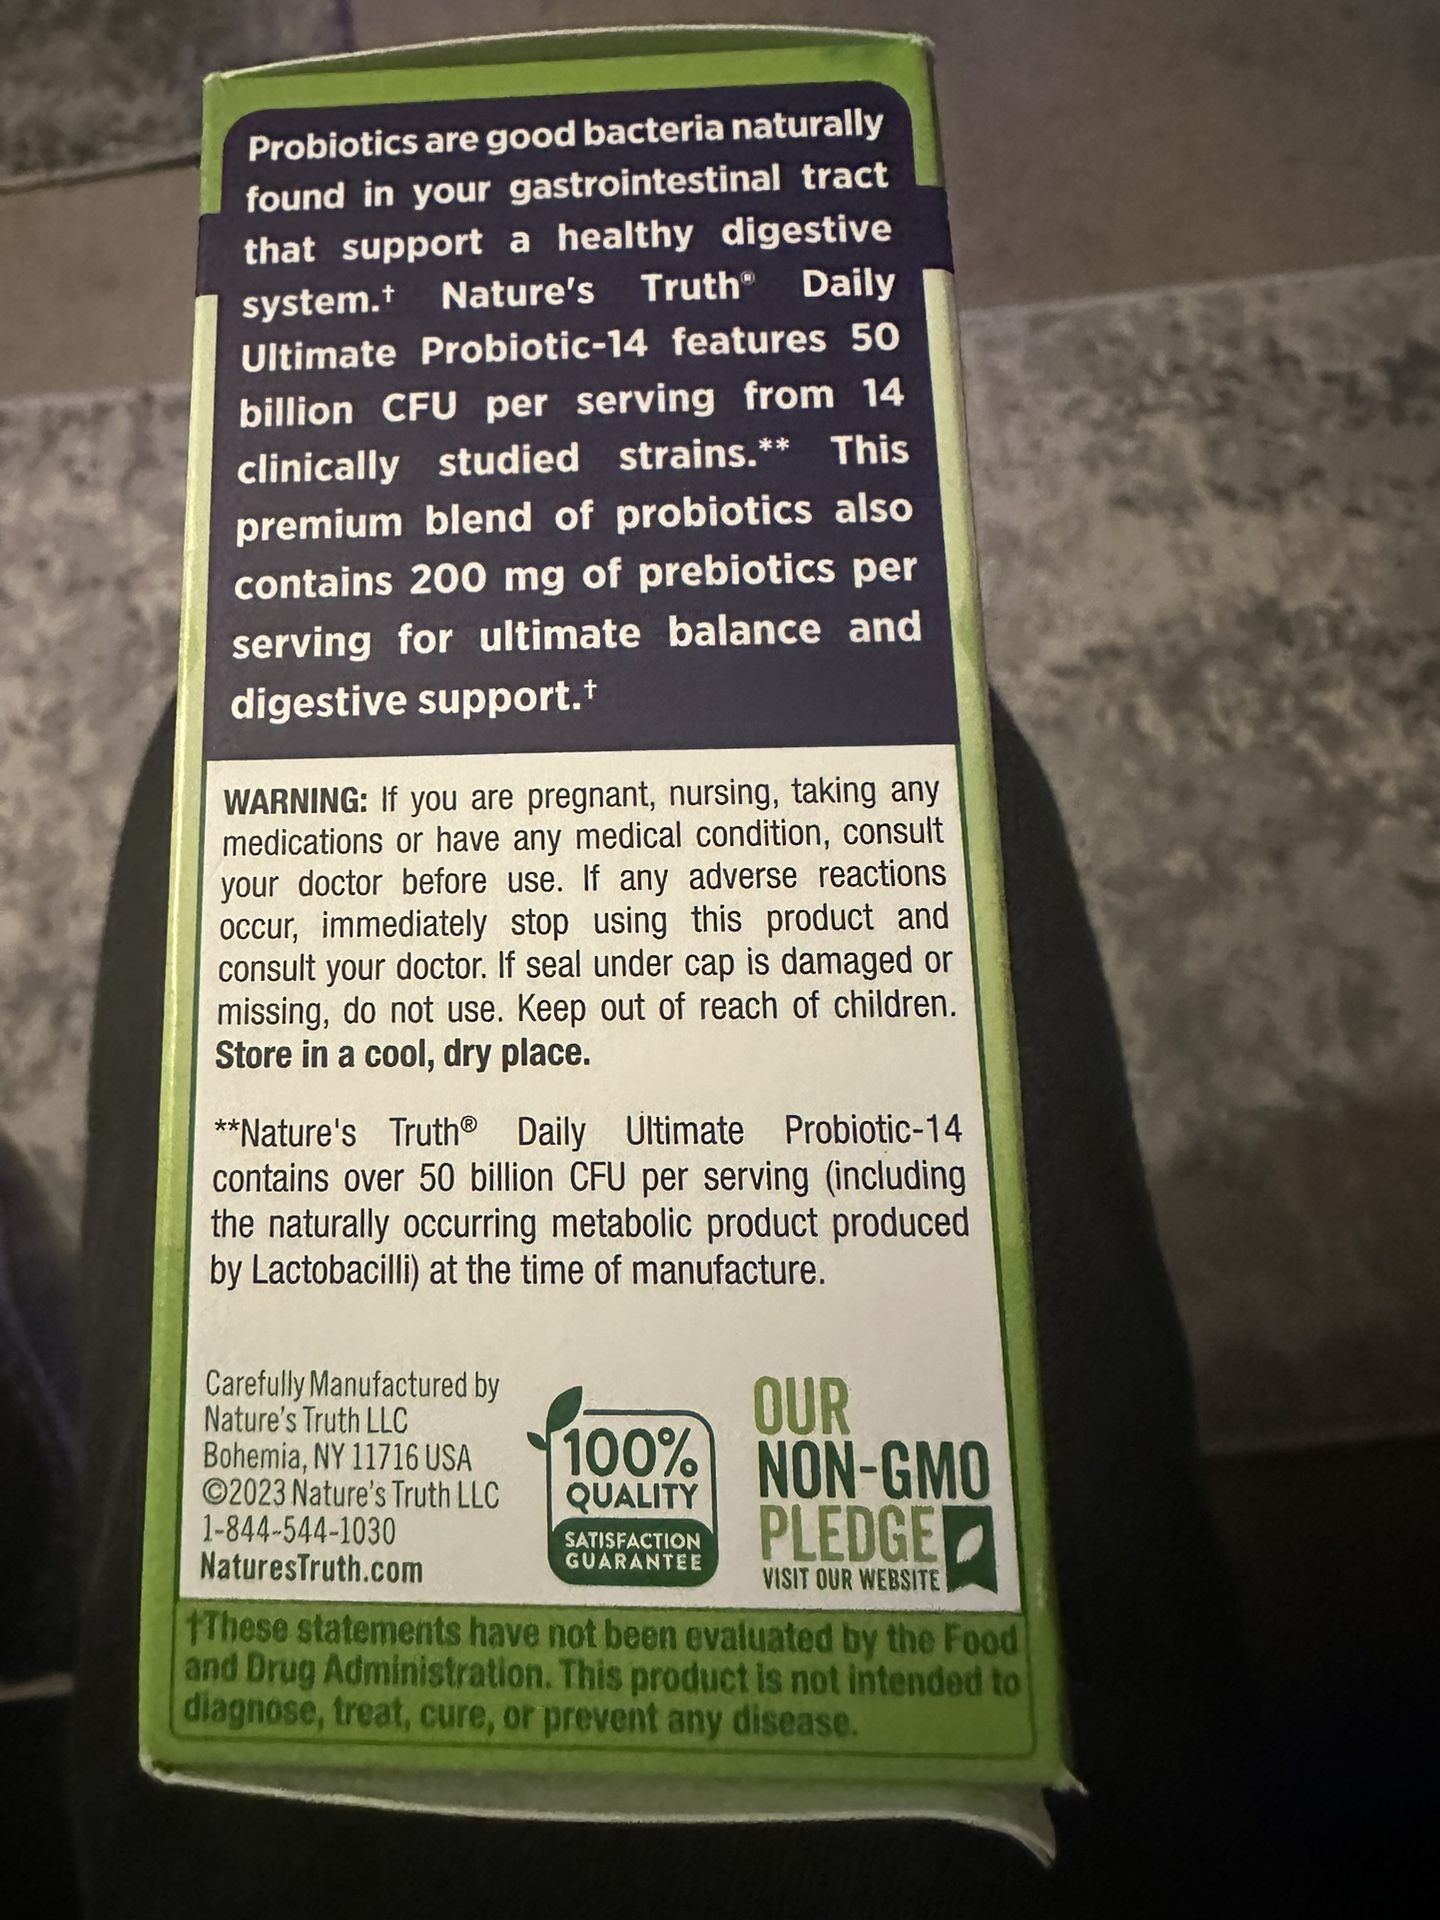 Probiotics are good bacteria naturally
found in your gastrointestinal tract
that support a healthy digestive
system.† Nature's Truth® Daily
Ultimate Probiotic-14 features 50
billion CFU per serving from 14
clinically studied strains.** This
premium blend of probiotics also
contains 200 mg of prebiotics per
serving for ultimate balance and
digestive support.†
WARNING: If you are pregnant, nursing, taking any
medications or have any medical condition, consult
your doctor before use. If any adverse reactions
occur, immediately stop using this product and
consult your doctor. If seal under cap is damaged or
missing, do not use. Keep out of reach of children.
Store in a cool, dry place.
**Nature's Truth® Daily Ultimate Probiotic-14
contains over 50 billion CFU per serving (including
the naturally occurring metabolic product produced
by Lactobacilli) at the time of manufacture.
Carefully Manufactured by
Nature's Truth LLC
Bohemia, NY 11716 USA
©2023 Nature's Truth LLC
1-844-544-1030
NaturesTruth.com
100%
QUALITY
SATISFACTION
GUARANTEE
OUR
NON-GMO
PLEDGE
VISIT OUR WEBSITE
†These statements have not been evaluated by the Food
and Drug Administration. This product is not intended to
diagnose, treat, cure, or prevent any disease.